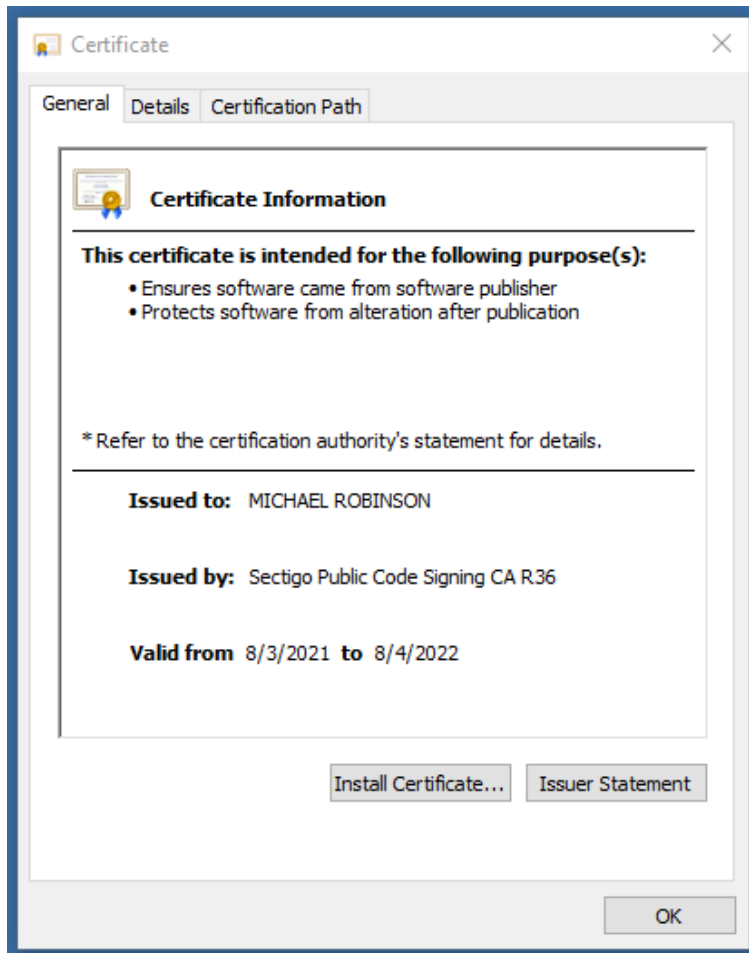 Certificate
General Details Certification Path
Certificate Information
This certificate is intended for the following purpose(s):
• Ensures software came from software publisher
• Protects software from alteration after publication
* Refer to the certification authority's statement for details.
Issued to: MICHAEL ROBINSON
Issued by: Sectigo Public Code Signing CA R36
Valid from 8/3/2021 to 8/4/2022
Install Certificate... Issuer Statement
OK